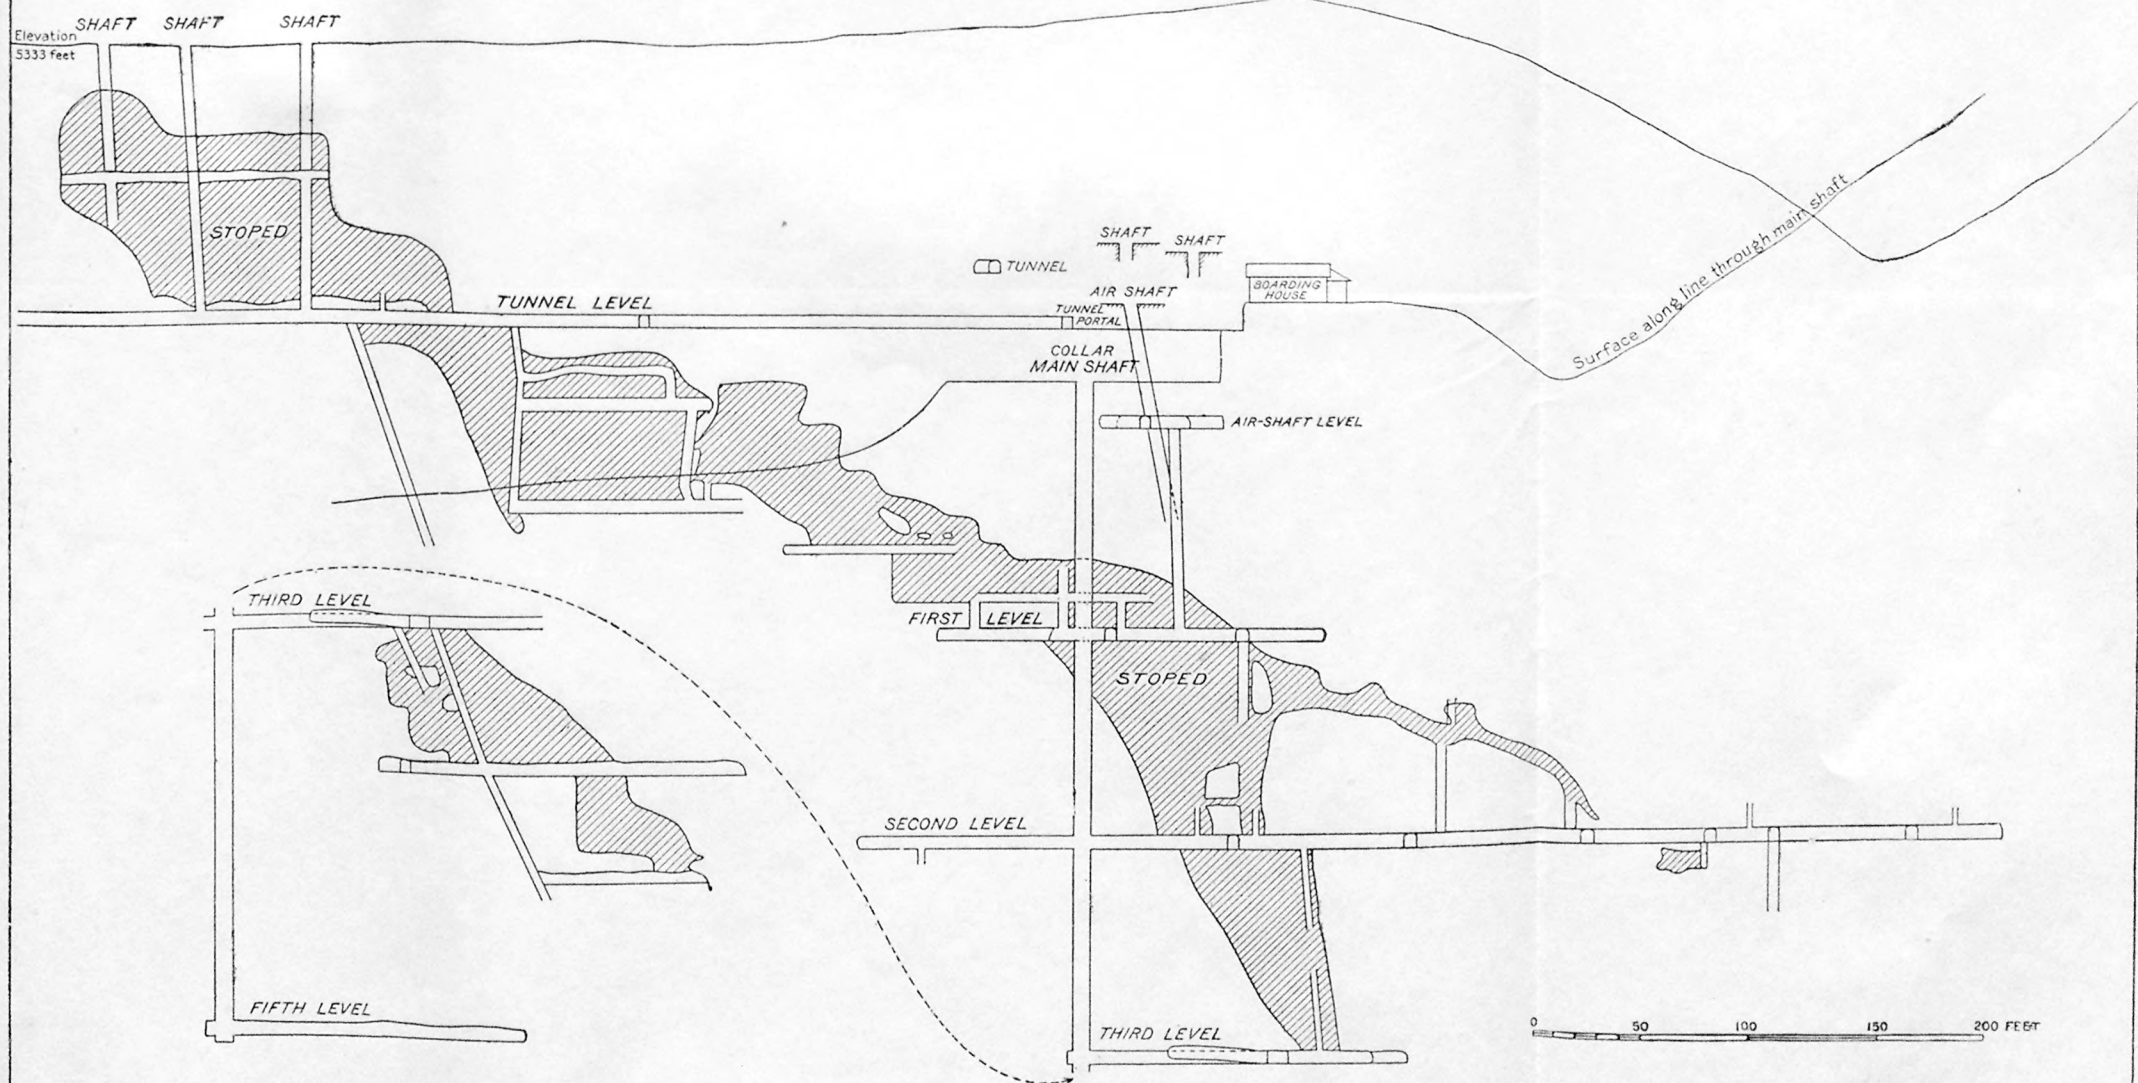 SHAFT SHAFT SHAFT
Elevation
5333 feet
STOPED
TUNNEL LEVEL
TUNNEL
SHAFT
SHAFT
AIR SHAFT
TUNNEL
PORTAL
BOARDING
HOUSE
Surface along line through main shaft
COLLAR
MAIN SHAFT
AIR-SHAFT LEVEL
THIRD LEVEL
FIRST LEVEL
STOPED
SECOND LEVEL
FIFTH LEVEL
THIRD LEVEL
0 50 100 150 200 FEET